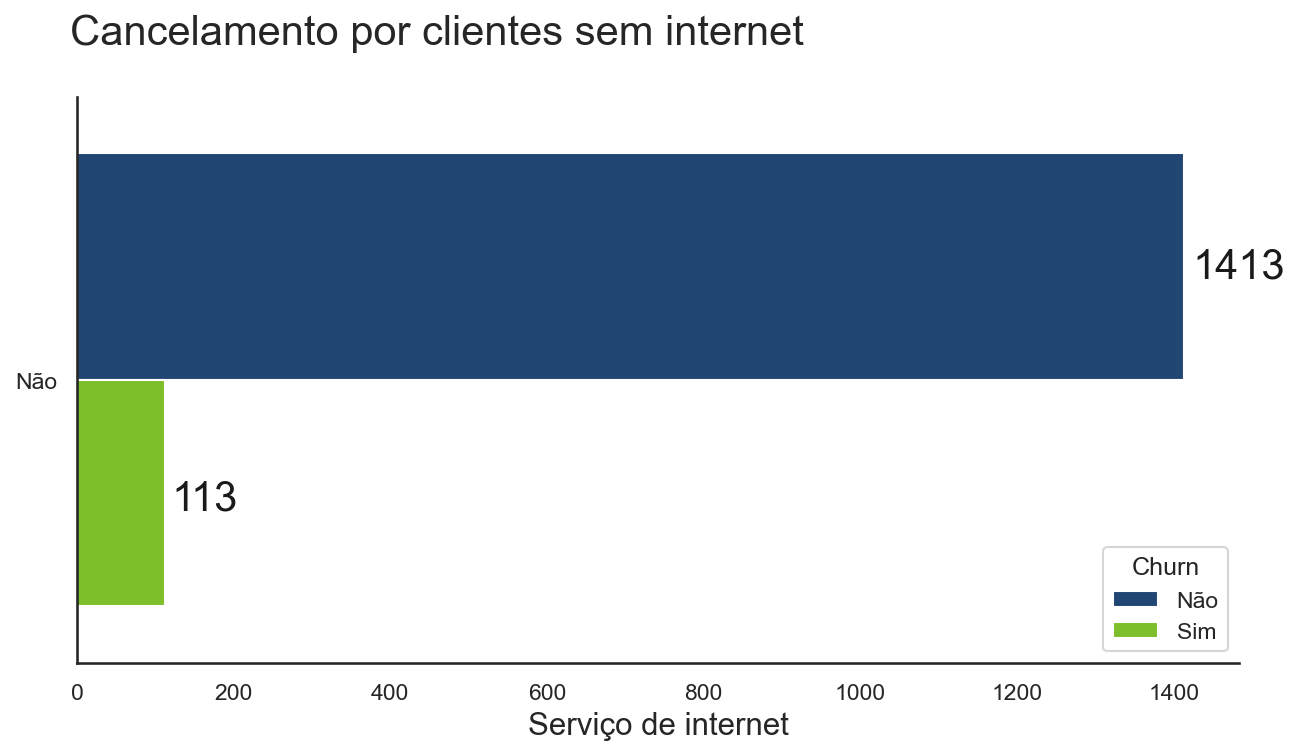 Cancelamento por clientes sem internet
1413
Não
113
Churn
Não
Sim
0 200 400 600 800 1000 1200 1400
Serviço de internet